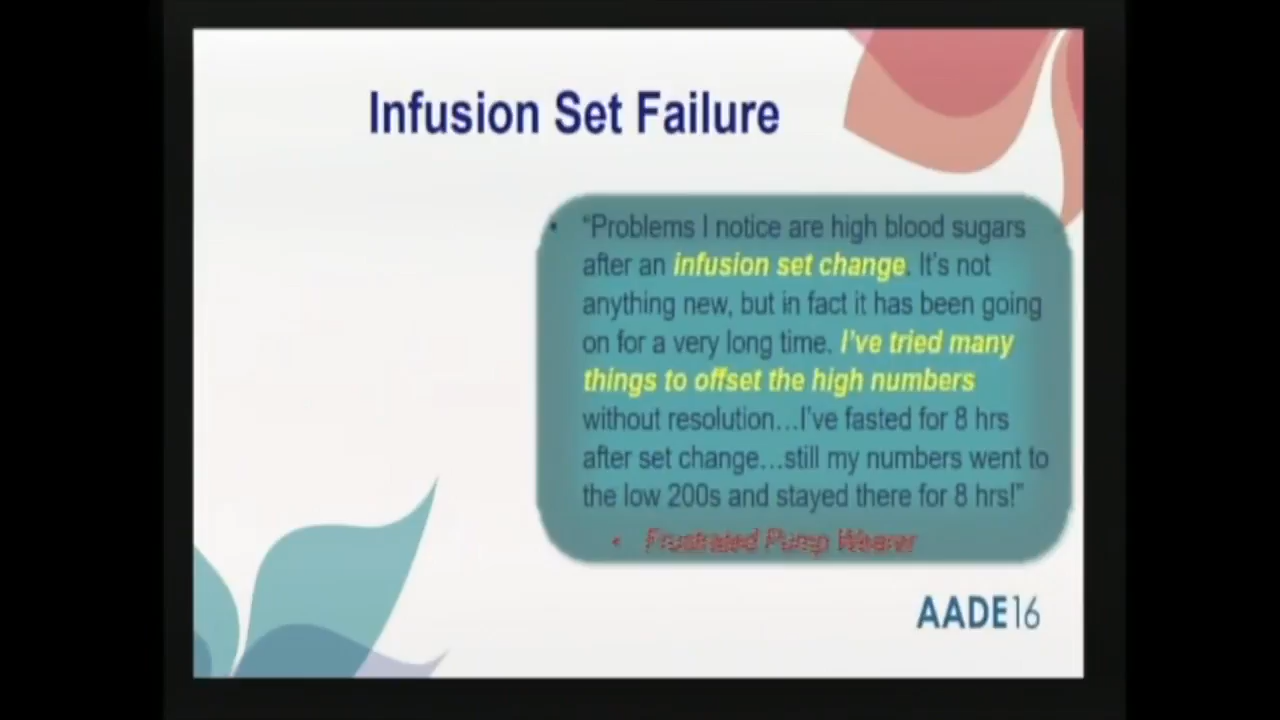 Infusion Set Failure
• “Problems I notice are high blood sugars
after an infusion set change. It’s not
anything new, but in fact it has been going
on for a very long time. I’ve tried many
things to offset the high numbers
without resolution…I’ve fasted for 8 hrs
after set change…still my numbers went to
the low 200s and stayed there for 8 hrs!”
• Frustrated Pump Wearer
AADE16